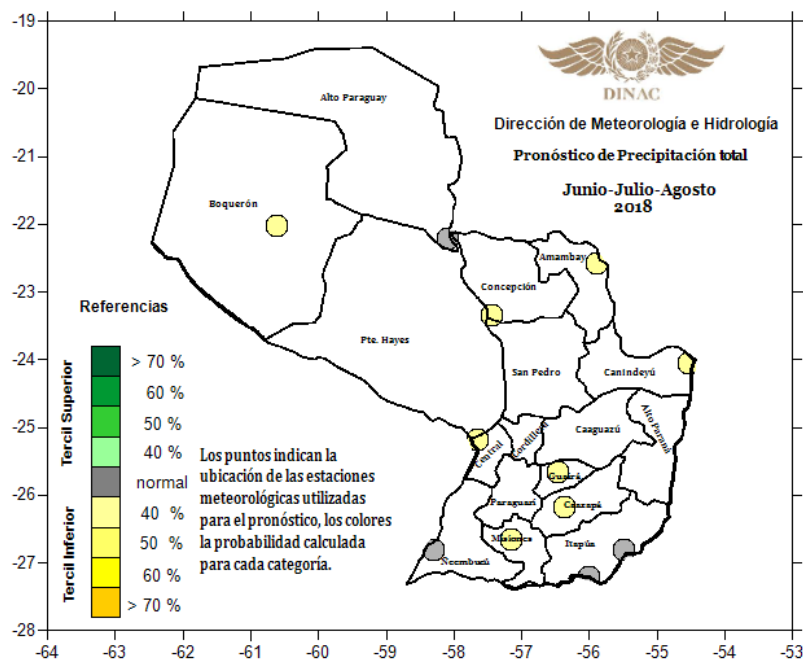 -19
-20
-21
-22
-23
-24
-25
-26
-27
-28
-64
-63
-62
-61
-60
-59
-58
-57
-56
-55
-54
-53
DINAC
Dirección de Meteorología e Hidrología
Pronóstico de Precipitación total
Junio-Julio-Agosto
2018
Alto Paraguay
Boquerón
Amambay
Concepción
Pte. Hayes
San Pedro
Canindeyú
Alto Paraná
Caaguazú
Cordillera
Central
Guairá
Caazapá
Paraguarí
Misiones
Itapúa
Ñeembucú
Referencias
Tercil Superior
> 70 %
60 %
50 %
40 %
normal
Tercil Inferior
40 %
50 %
60 %
> 70 %
Los puntos indican la
ubicación de las estaciones
meteorológicas utilizadas
para el pronóstico, los colores
la probabilidad calculada
para cada categoría.